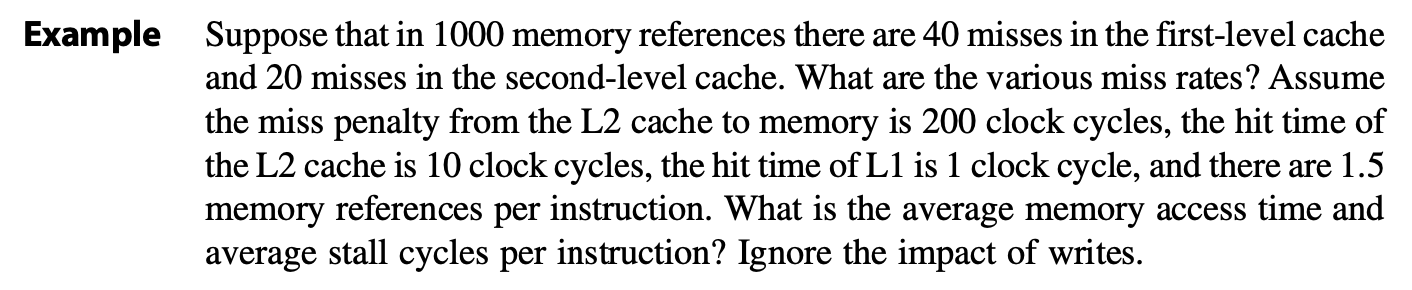 Example Suppose that in 1000 memory references there are 40 misses in the first-level cache
and 20 misses in the second-level cache. What are the various miss rates? Assume
the miss penalty from the L2 cache to memory is 200 clock cycles, the hit time of
the L2 cache is 10 clock cycles, the hit time of L1 is 1 clock cycle, and there are 1.5
memory references per instruction. What is the average memory access time and
average stall cycles per instruction? Ignore the impact of writes.